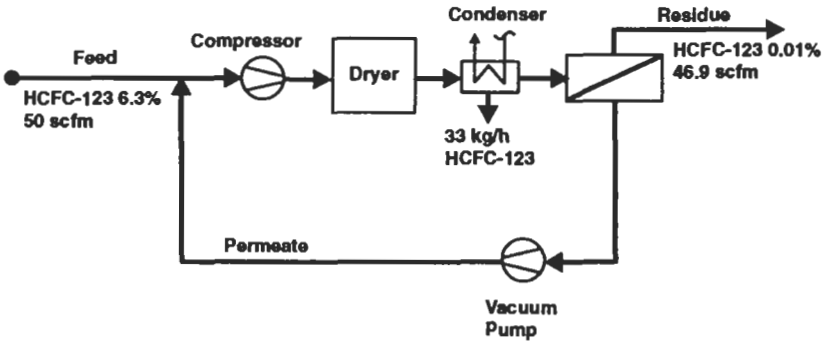 Feed
HCFC-123 6.3%
50 scfm
Compressor
Dryer
Condenser
33 kg/h
HCFC-123
Residue
HCFC-123 0.01%
46.9 scfm
Permeate
Vacuum
Pump